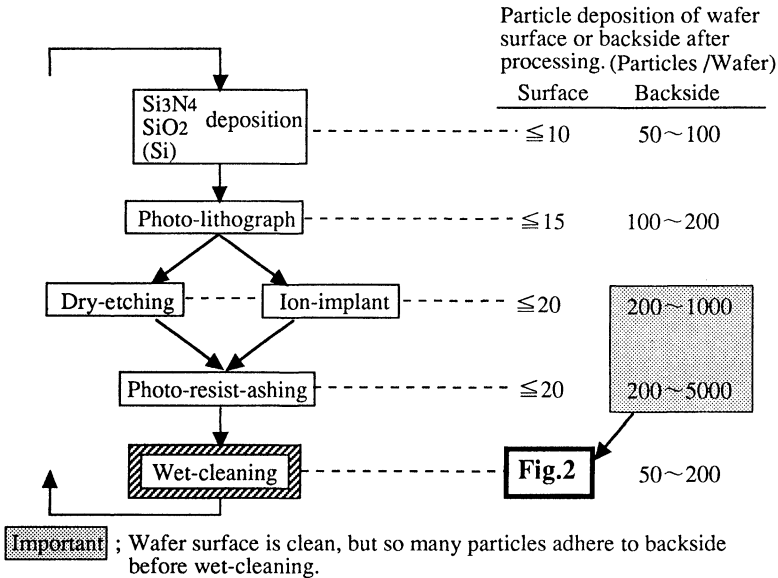 Particle deposition of wafer
surface or backside after
processing. (Particles /Wafer)
Surface Backside
Si3N4
SiO2 deposition
(Si)
≦10 50～100
Photo-lithograph ≦15 100～200
Dry-etching Ion-implant ≦20 200～1000
Photo-resist-ashing ≦20 200～5000
Wet-cleaning Fig.2 50～200
Important ; Wafer surface is clean, but so many particles adhere to backside
before wet-cleaning.